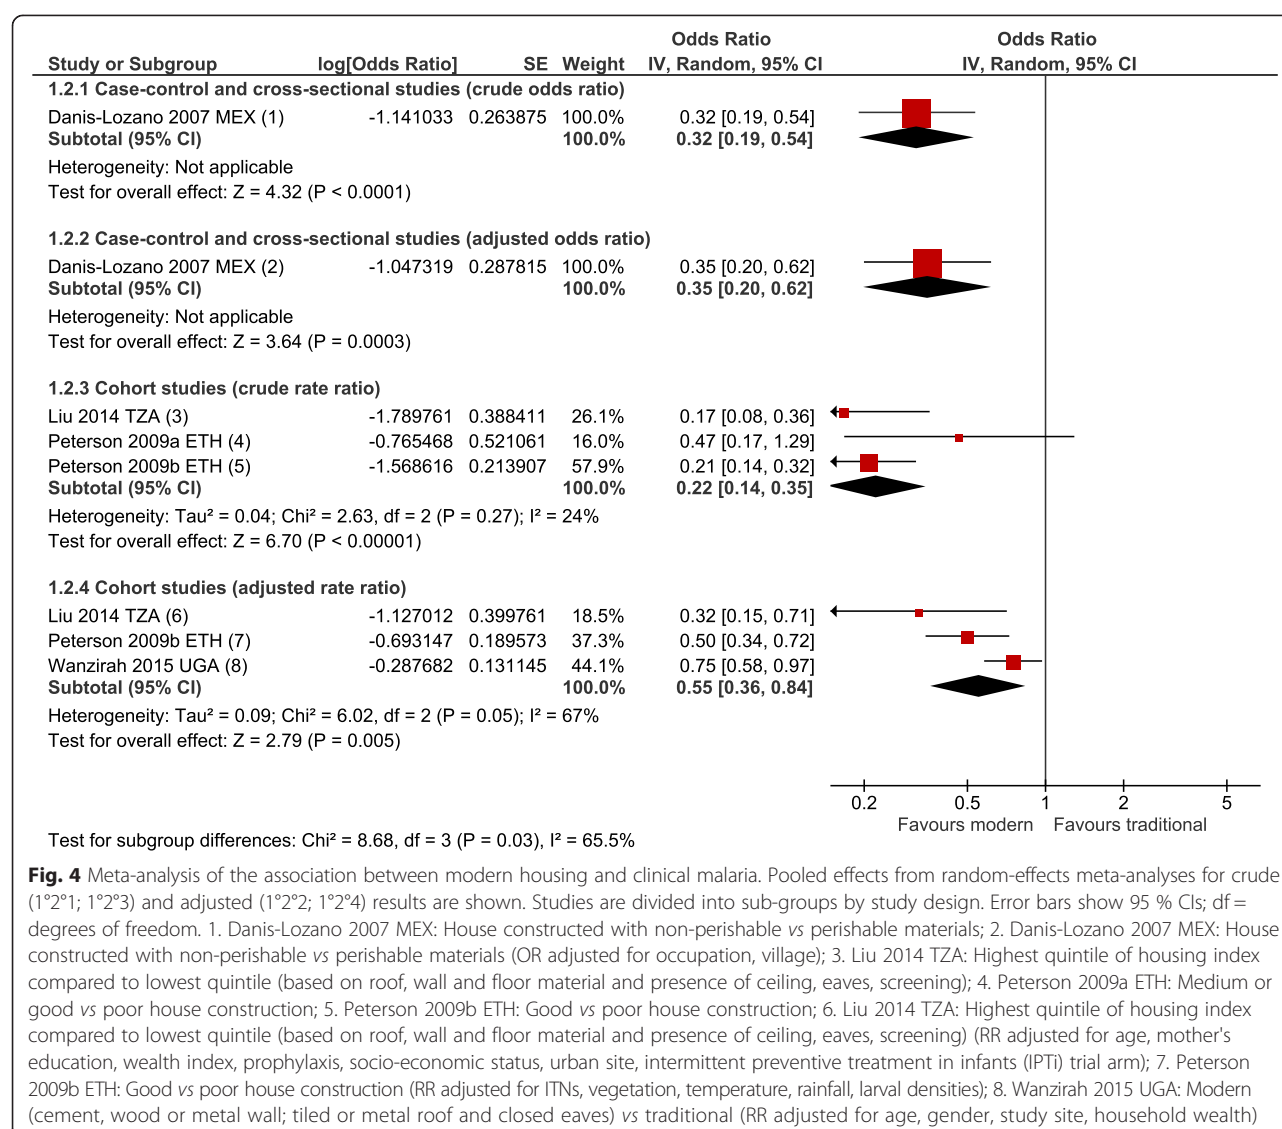 Odds Ratio Odds Ratio
Study or Subgroup log[Odds Ratio] SE Weight IV, Random, 95% CI IV, Random, 95% CI
1.2.1 Case-control and cross-sectional studies (crude odds ratio)
Danis-Lozano 2007 MEX (1) -1.141033 0.263875 100.0% 0.32 [0.19, 0.54]
Subtotal (95% CI) 100.0% 0.32 [0.19, 0.54]
Heterogeneity: Not applicable
Test for overall effect: Z = 4.32 (P < 0.0001)
1.2.2 Case-control and cross-sectional studies (adjusted odds ratio)
Danis-Lozano 2007 MEX (2) -1.047319 0.287815 100.0% 0.35 [0.20, 0.62]
Subtotal (95% CI) 100.0% 0.35 [0.20, 0.62]
Heterogeneity: Not applicable
Test for overall effect: Z = 3.64 (P = 0.0003)
1.2.3 Cohort studies (crude rate ratio)
Liu 2014 TZA (3) -1.789761 0.388411 26.1% 0.17 [0.08, 0.36]
Peterson 2009a ETH (4) -0.765468 0.521061 16.0% 0.47 [0.17, 1.29]
Peterson 2009b ETH (5) -1.568616 0.213907 57.9% 0.21 [0.14, 0.32]
Subtotal (95% CI) 100.0% 0.22 [0.14, 0.35]
Heterogeneity: Tau² = 0.04; Chi² = 2.63, df = 2 (P = 0.27); I² = 24%
Test for overall effect: Z = 6.70 (P < 0.00001)
1.2.4 Cohort studies (adjusted rate ratio)
Liu 2014 TZA (6) -1.127012 0.399761 18.5% 0.32 [0.15, 0.71]
Peterson 2009b ETH (7) -0.693147 0.189573 37.3% 0.50 [0.34, 0.72]
Wanzirah 2015 UGA (8) -0.287682 0.131145 44.1% 0.75 [0.58, 0.97]
Subtotal (95% CI) 100.0% 0.55 [0.36, 0.84]
Heterogeneity: Tau² = 0.09; Chi² = 6.02, df = 2 (P = 0.05); I² = 67%
Test for overall effect: Z = 2.79 (P = 0.005)
0.2 0.5 1 2 5
Favours modern Favours traditional
Test for subgroup differences: Chi² = 8.68, df = 3 (P = 0.03), I² = 65.5%
Fig. 4 Meta-analysis of the association between modern housing and clinical malaria. Pooled effects from random-effects meta-analyses for crude
(1°2°1; 1°2°3) and adjusted (1°2°2; 1°2°4) results are shown. Studies are divided into sub-groups by study design. Error bars show 95 % CIs; df =
degrees of freedom. 1. Danis-Lozano 2007 MEX: House constructed with non-perishable vs perishable materials; 2. Danis-Lozano 2007 MEX: House
constructed with non-perishable vs perishable materials (OR adjusted for occupation, village); 3. Liu 2014 TZA: Highest quintile of housing index
compared to lowest quintile (based on roof, wall and floor material and presence of ceiling, eaves, screening); 4. Peterson 2009a ETH: Medium or
good vs poor house construction; 5. Peterson 2009b ETH: Good vs poor house construction; 6. Liu 2014 TZA: Highest quintile of housing index
compared to lowest quintile (based on roof, wall and floor material and presence of ceiling, eaves, screening) (RR adjusted for age, mother's
education, wealth index, prophylaxis, socio-economic status, urban site, intermittent preventive treatment in infants (IPTi) trial arm); 7. Peterson
2009b ETH: Good vs poor house construction (RR adjusted for ITNs, vegetation, temperature, rainfall, larval densities); 8. Wanzirah 2015 UGA: Modern
(cement, wood or metal wall; tiled or metal roof and closed eaves) vs traditional (RR adjusted for age, gender, study site, household wealth)